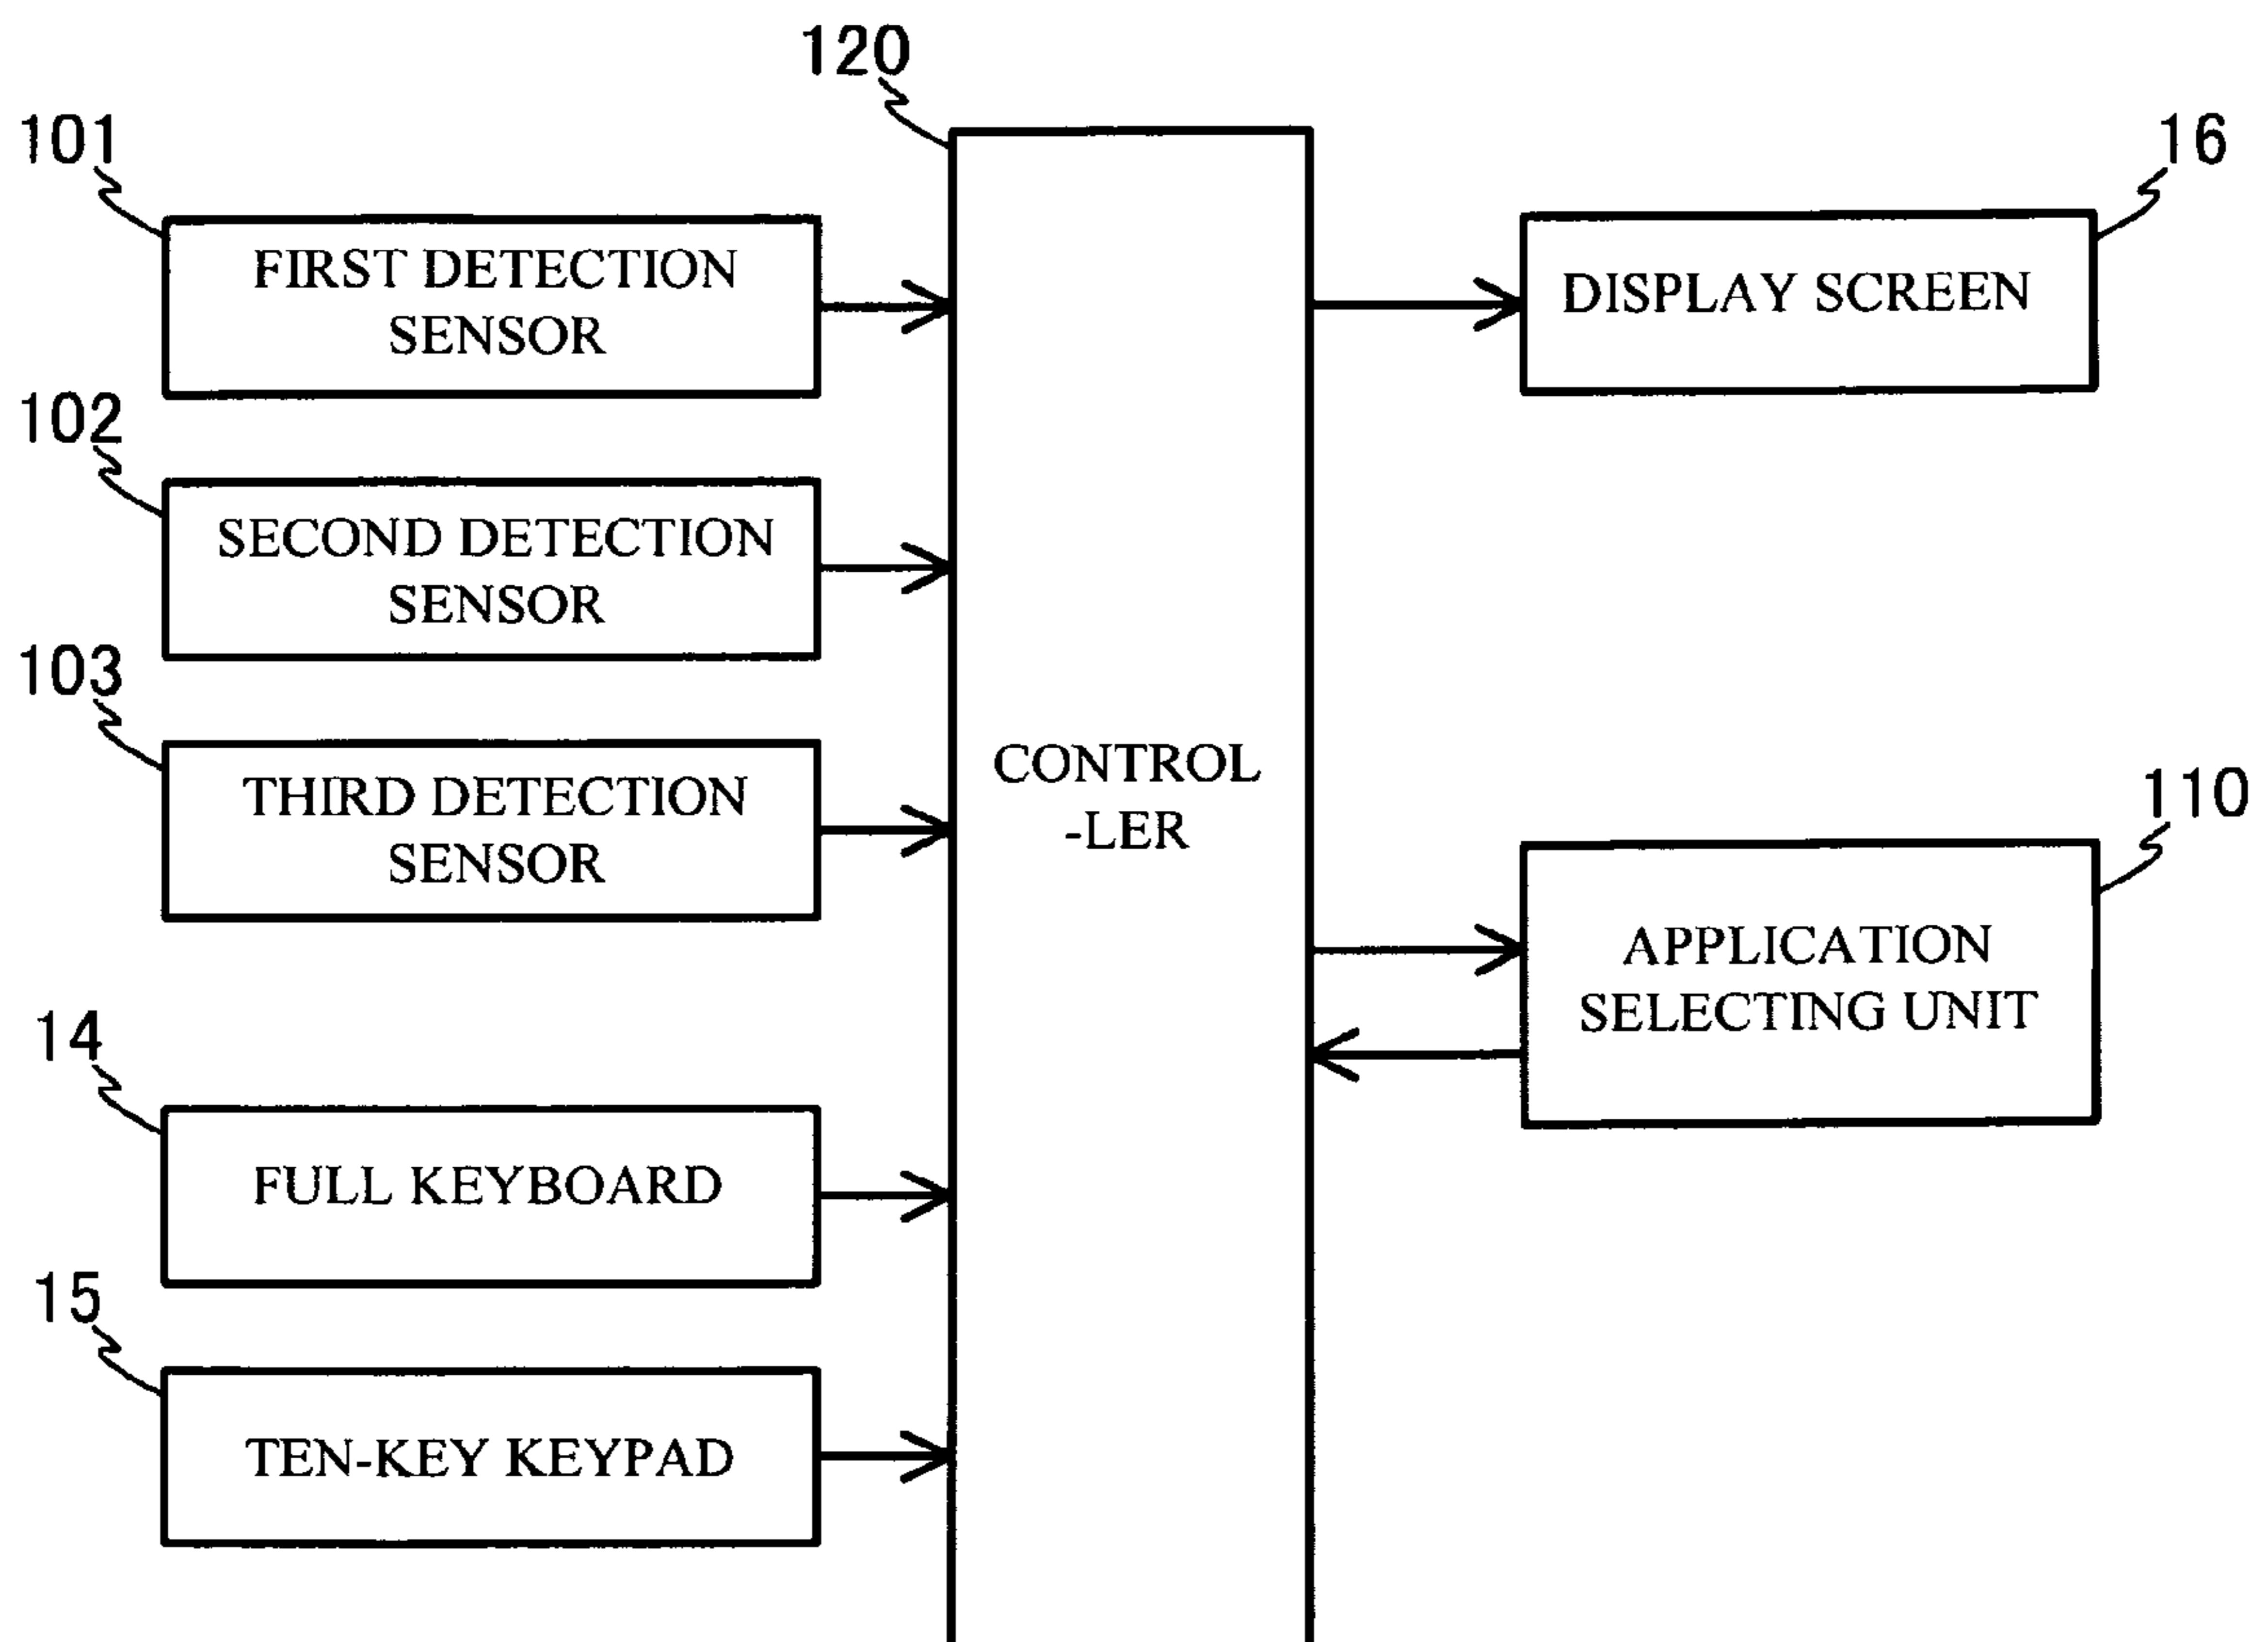 120
101
FIRST DETECTION
SENSOR
102
SECOND DETECTION
SENSOR
103
THIRD DETECTION
SENSOR
14
FULL KEYBOARD
15
TEN-KEY KEYPAD
CONTROL
-LER
16
DISPLAY SCREEN
110
APPLICATION
SELECTING UNIT